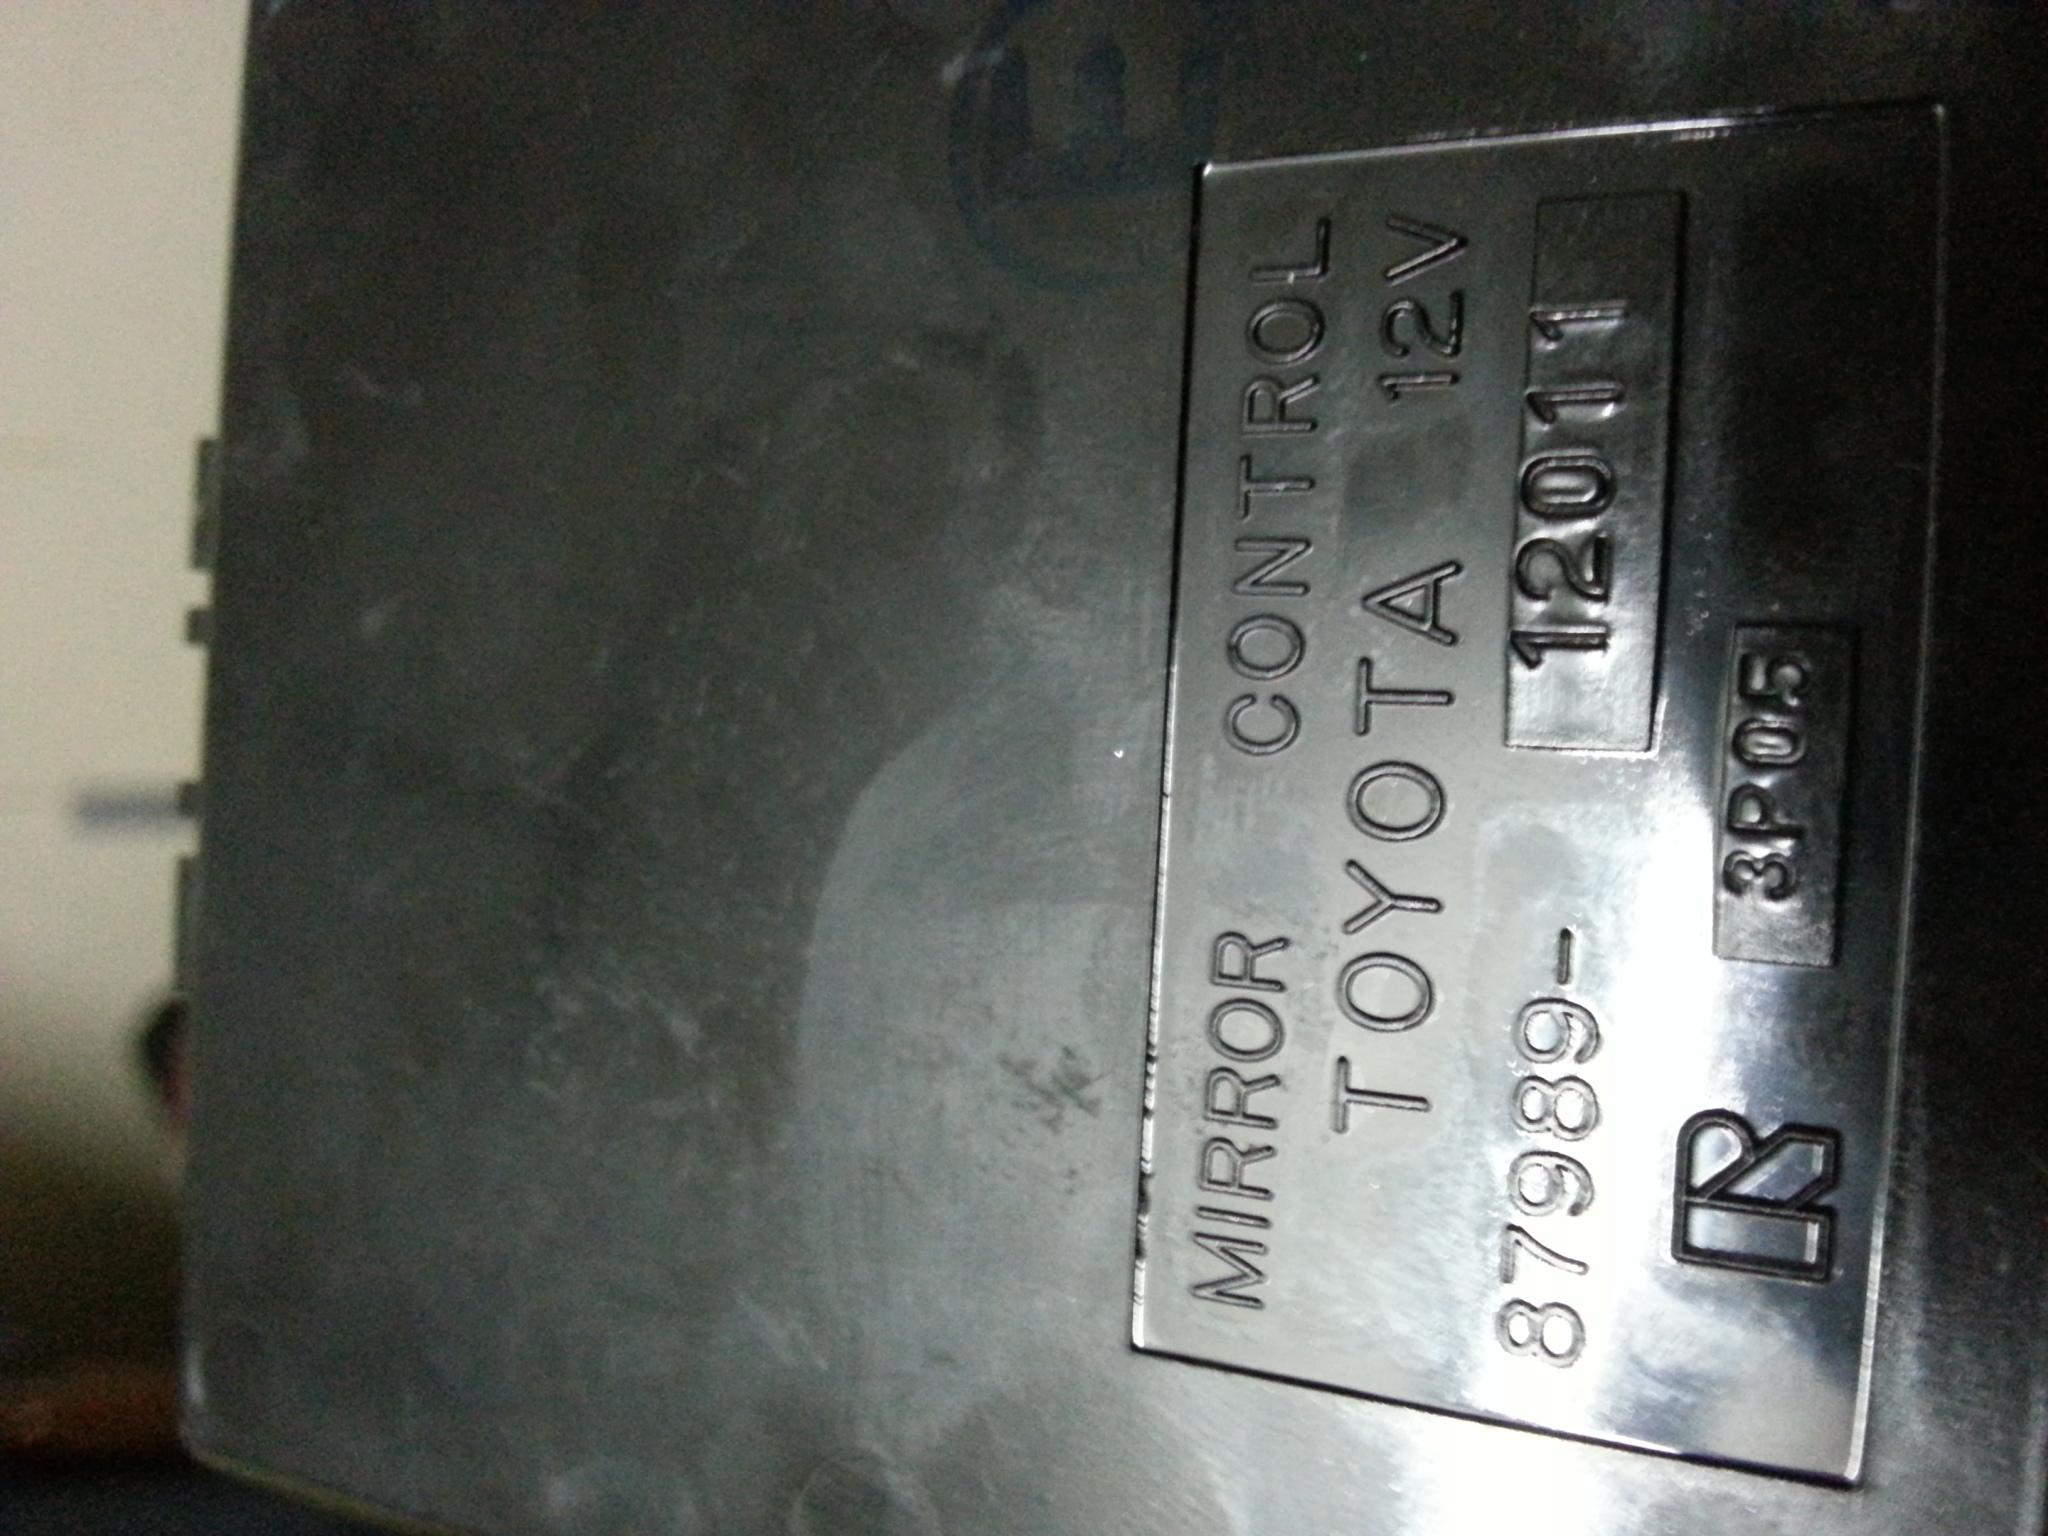 MIRROR CONTROL
TOYOTA 12V
87989-12011
R 3P05